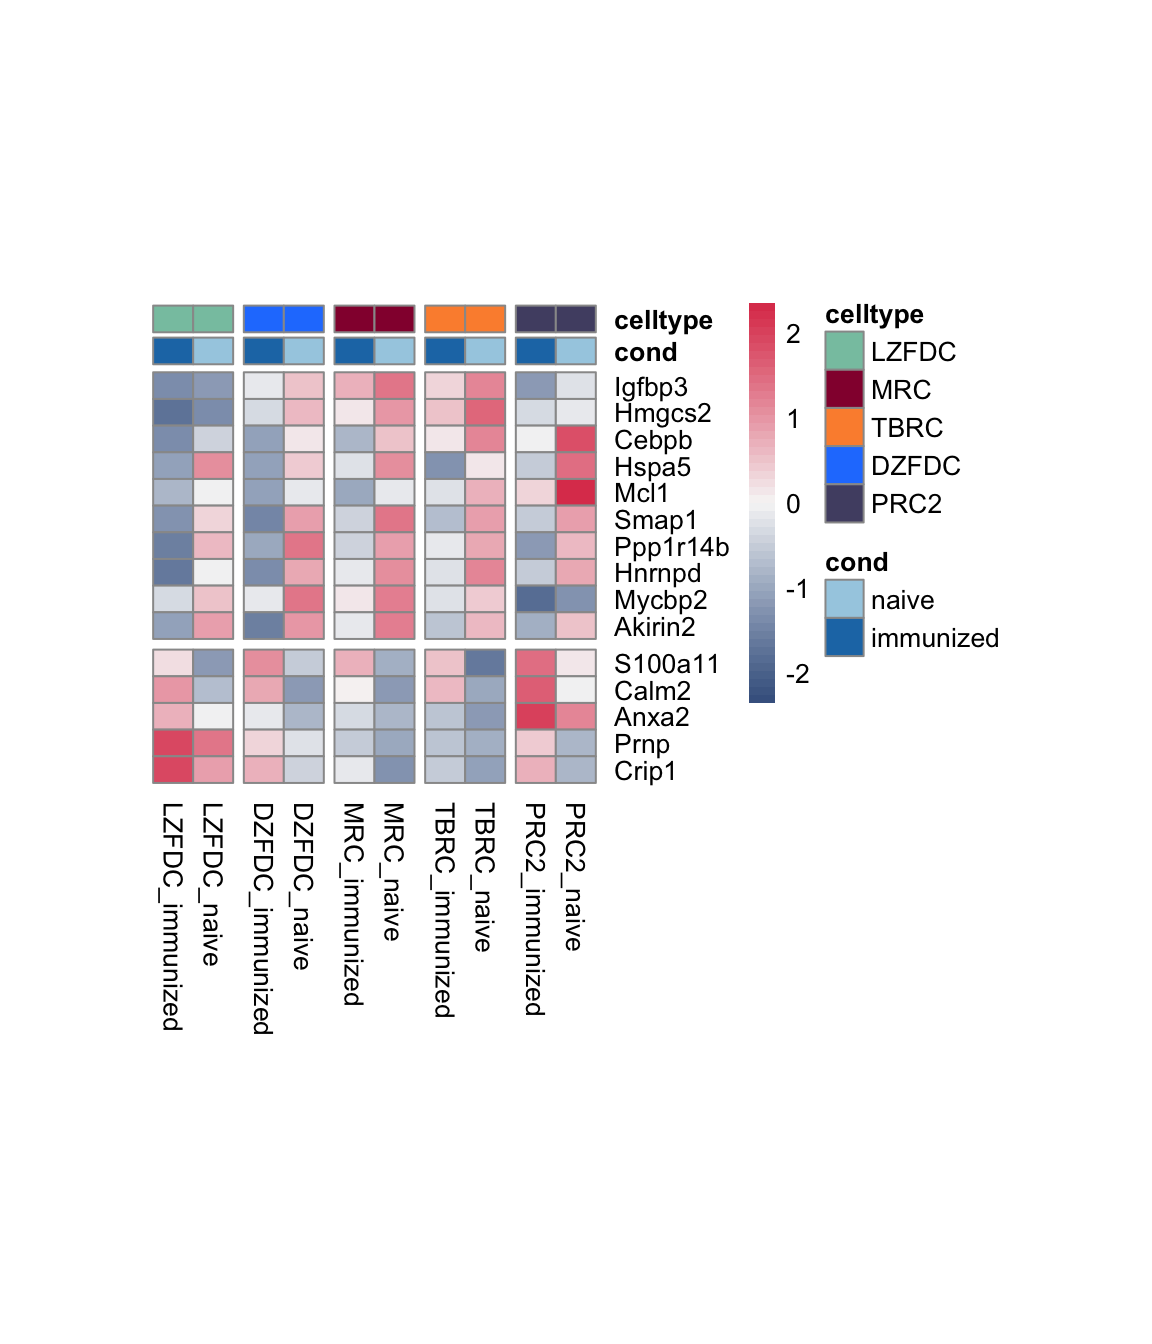 celltype
cond
Igfbp3
Hmgcs2
Cebpb
Hspa5
Mcl1
Smap1
Ppp1r14b
Hnrnpd
Mycbp2
Akirin2
S100a11
Calm2
Anxa2
Prnp
Crip1
LZFDC_immunized
LZFDC_naive
DZFDC_immunized
DZFDC_naive
MRC_immunized
MRC_naive
TBRC_immunized
TBRC_naive
PRC2_immunized
PRC2_naive
2
1
0
-1
-2
celltype
LZFDC
MRC
TBRC
DZFDC
PRC2
cond
naive
immunized